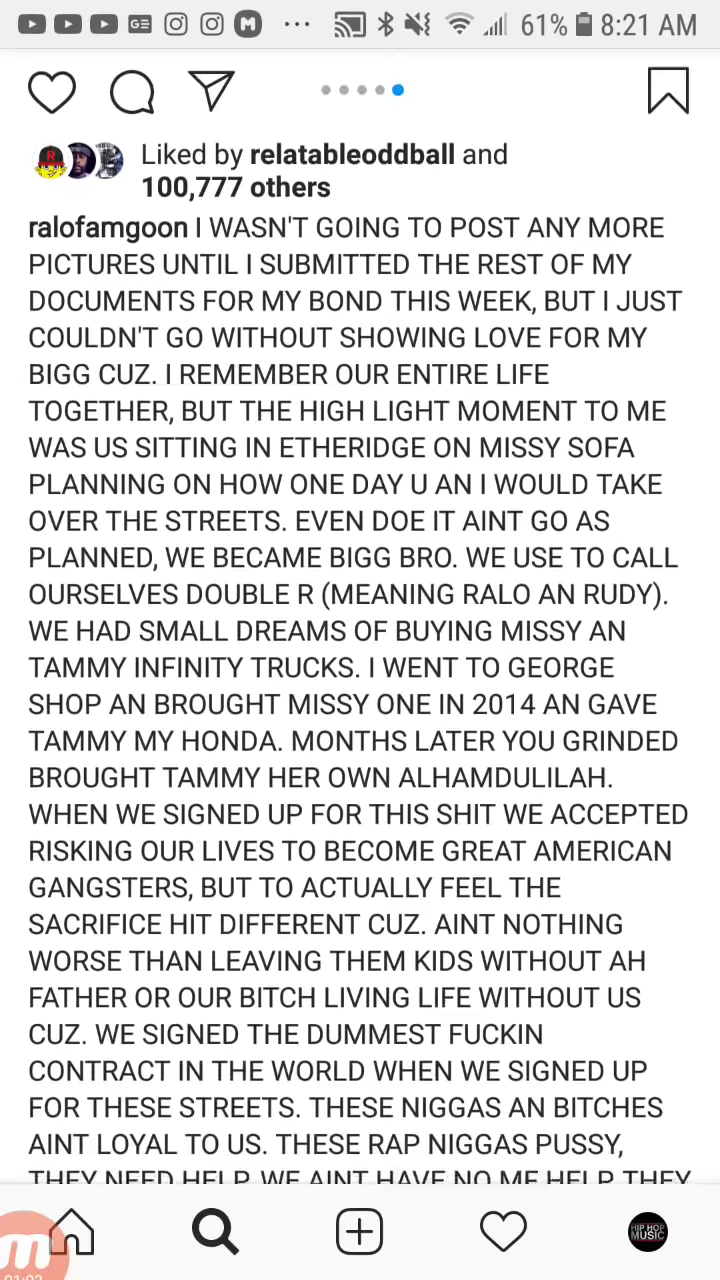 61% 8:21 AM
Liked by relatableoddball and
100,777 others
ralofamgoon I WASN'T GOING TO POST ANY MORE
PICTURES UNTIL I SUBMITTED THE REST OF MY
DOCUMENTS FOR MY BOND THIS WEEK, BUT I JUST
COULDN'T GO WITHOUT SHOWING LOVE FOR MY
BIGG CUZ. I REMEMBER OUR ENTIRE LIFE
TOGETHER, BUT THE HIGH LIGHT MOMENT TO ME
WAS US SITTING IN ETHERIDGE ON MISSY SOFA
PLANNING ON HOW ONE DAY U AN I WOULD TAKE
OVER THE STREETS. EVEN DOE IT AINT GO AS
PLANNED, WE BECAME BIGG BRO. WE USE TO CALL
OURSELVES DOUBLE R (MEANING RALO AN RUDY).
WE HAD SMALL DREAMS OF BUYING MISSY AN
TAMMY INFINITY TRUCKS. I WENT TO GEORGE
SHOP AN BROUGHT MISSY ONE IN 2014 AN GAVE
TAMMY MY HONDA. MONTHS LATER YOU GRINDED
BROUGHT TAMMY HER OWN ALHAMDULILAH.
WHEN WE SIGNED UP FOR THIS SHIT WE ACCEPTED
RISKING OUR LIVES TO BECOME GREAT AMERICAN
GANGSTERS, BUT TO ACTUALLY FEEL THE
SACRIFICE HIT DIFFERENT CUZ. AINT NOTHING
WORSE THAN LEAVING THEM KIDS WITHOUT AH
FATHER OR OUR BITCH LIVING LIFE WITHOUT US
CUZ. WE SIGNED THE DUMMEST FUCKIN
CONTRACT IN THE WORLD WHEN WE SIGNED UP
FOR THESE STREETS. THESE NIGGAS AN BITCHES
AINT LOYAL TO US. THESE RAP NIGGAS PUSSY,
THEY NEED HELP. WE AINT HAVE NO ME HELP THEY
HIP HOP
MUSIC